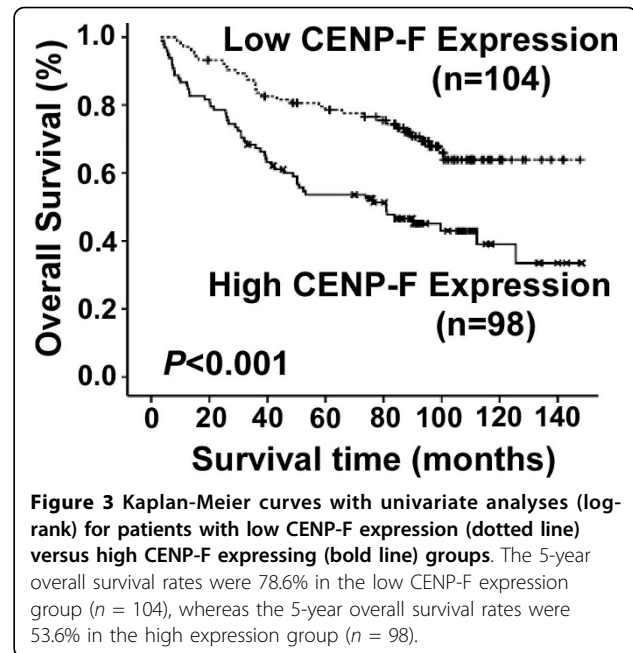 1.0
0.8
0.6
0.4
0.2
0.0
Overall Survival (%)
Low CENP-F Expression
(n=104)
High CENP-F Expression
(n=98)
P<0.001
0 20 40 60 80 100 120 140
Survival time (months)
Figure 3 Kaplan-Meier curves with univariate analyses (log-
rank) for patients with low CENP-F expression (dotted line)
versus high CENP-F expressing (bold line) groups. The 5-year
overall survival rates were 78.6% in the low CENP-F expression
group (n = 104), whereas the 5-year overall survival rates were
53.6% in the high expression group (n = 98).